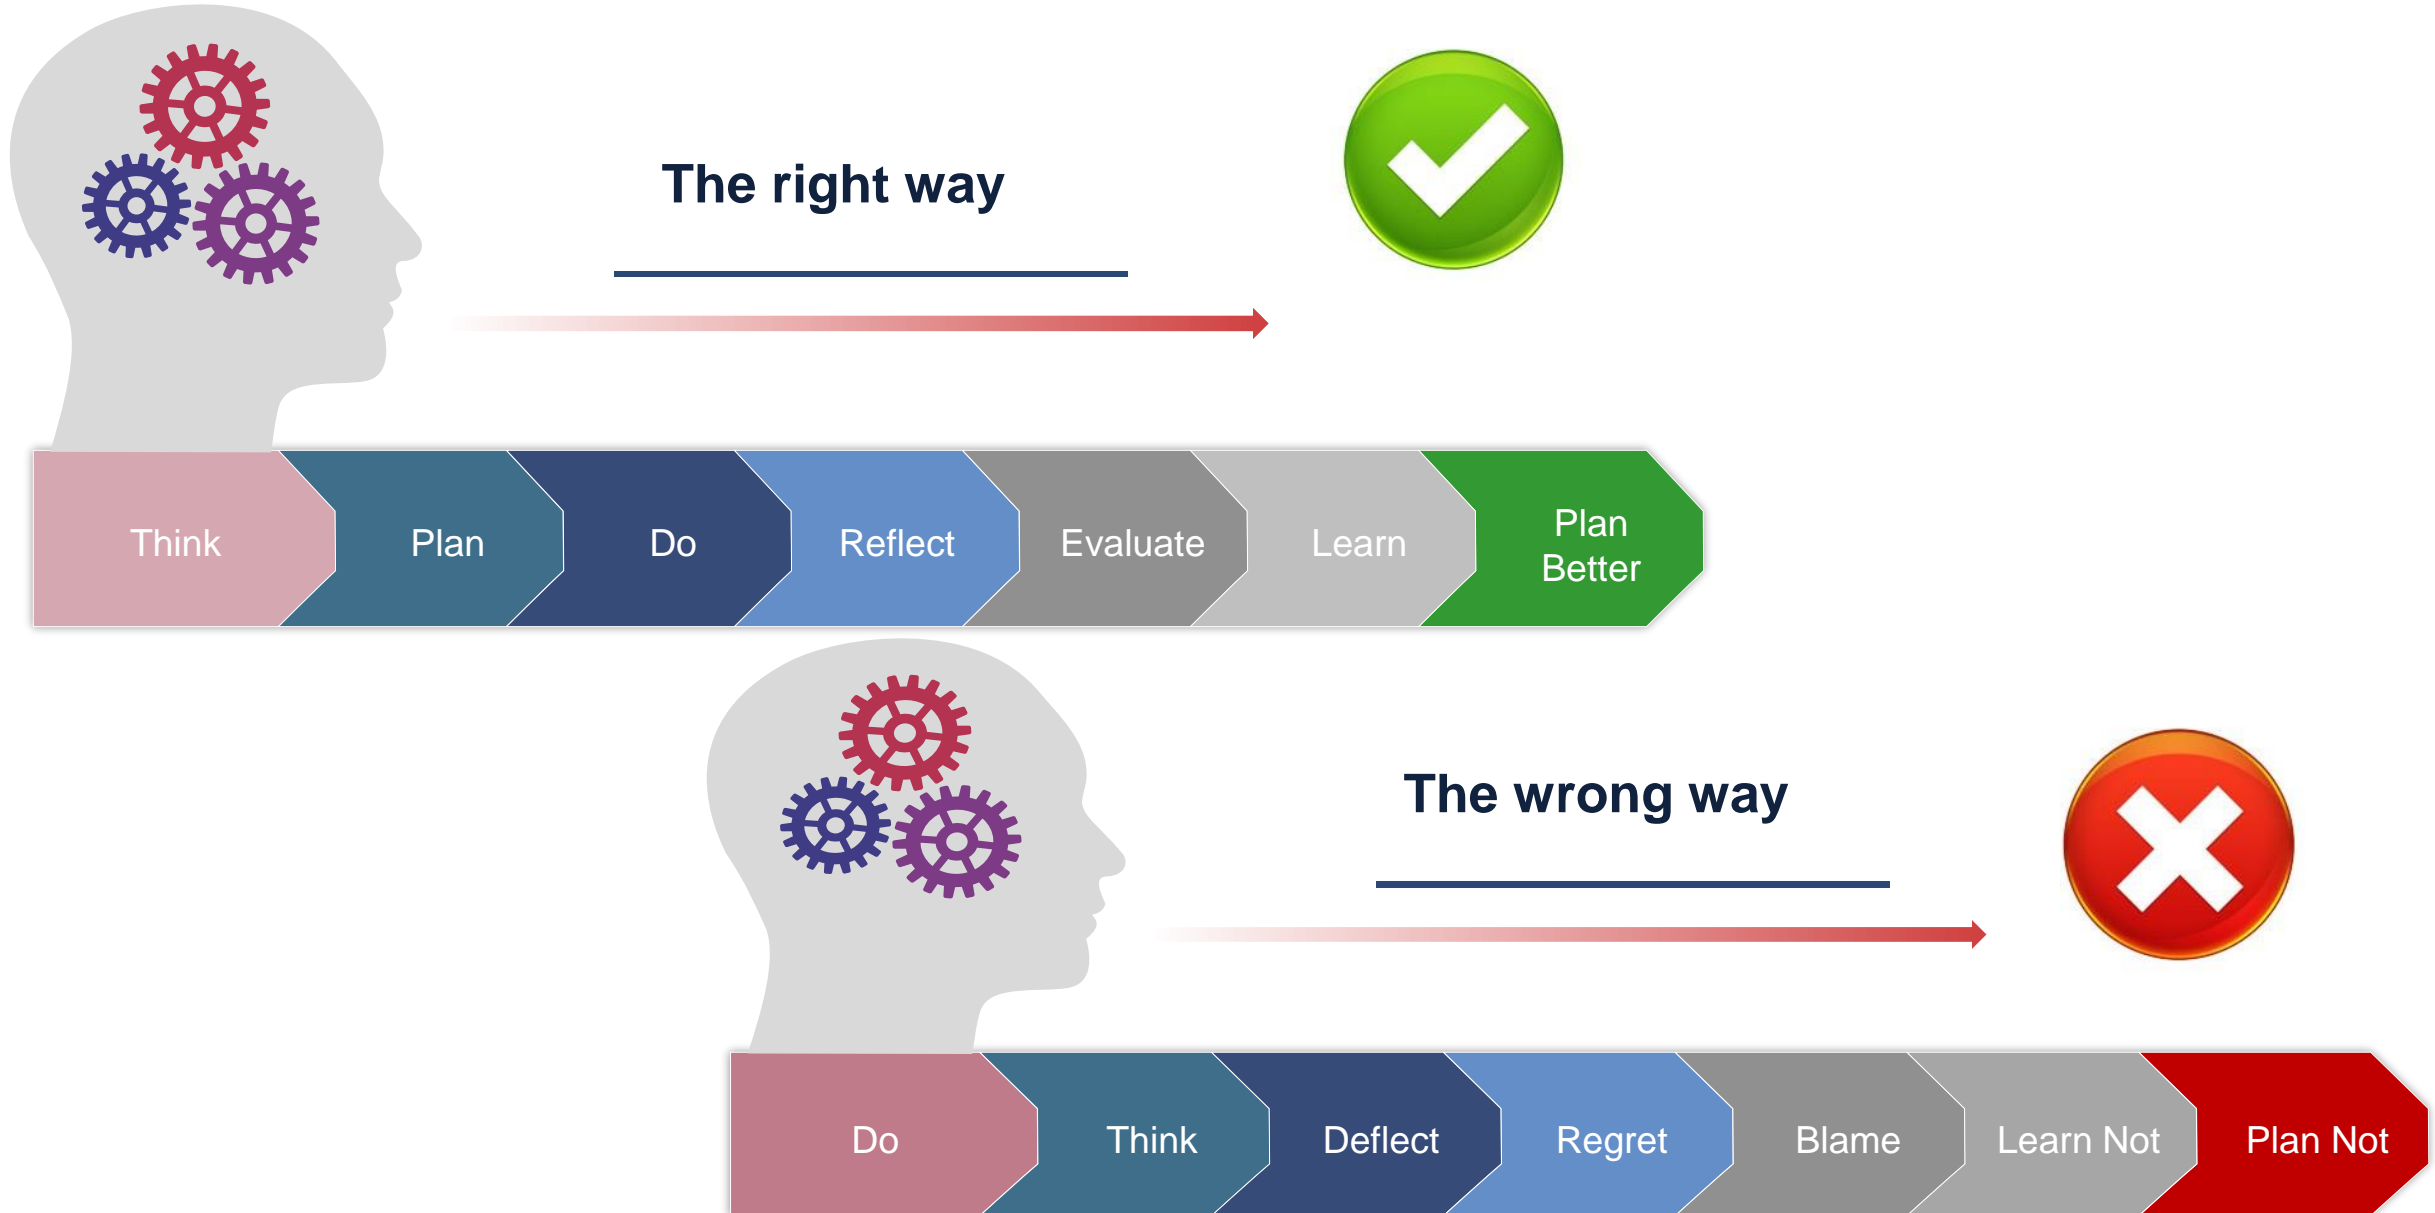 The right way
Think
Plan
Do
Reflect
Evaluate
Learn
Plan
Better
The wrong way
Do
Think
Deflect
Regret
Blame
Learn Not
Plan Not